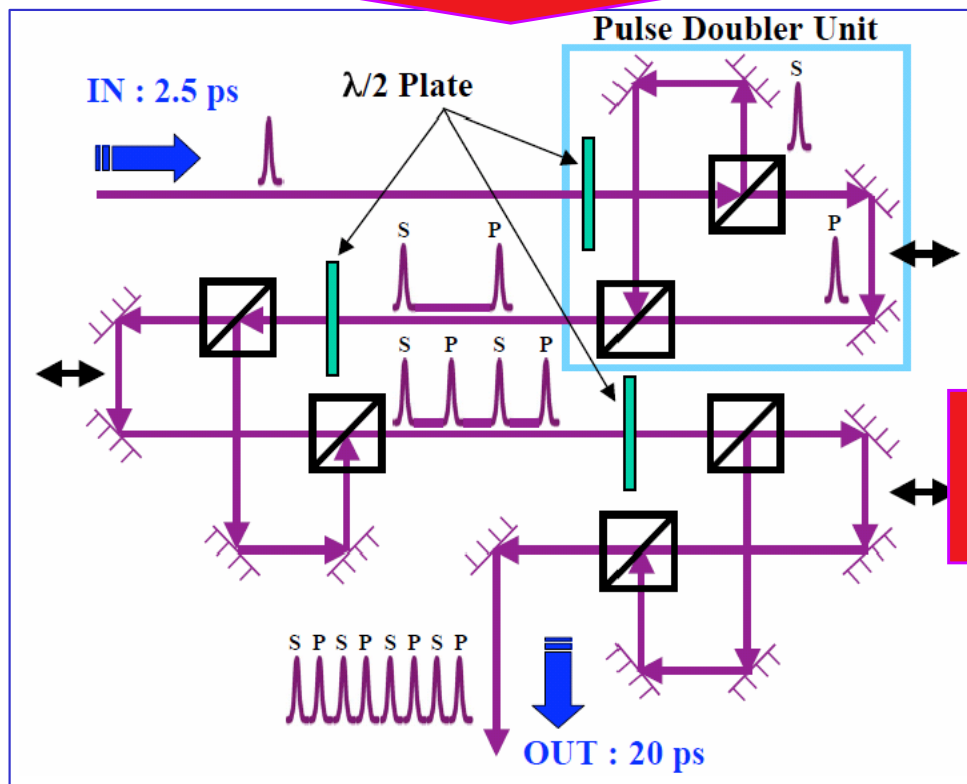 Pulse Doubler Unit
IN : 2.5 ps
λ/2 Plate
S
P
S P
S P S P
S P S P S P S P
OUT : 20 ps